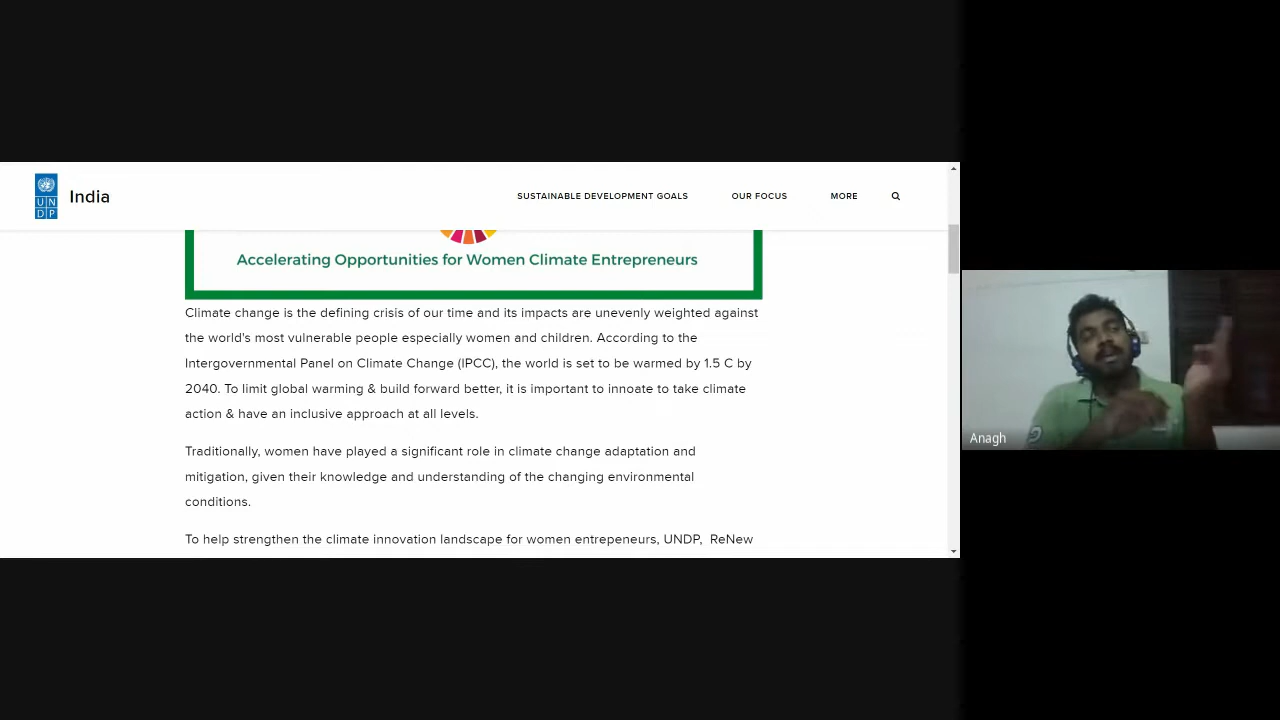 UN
DP
India
SUSTAINABLE DEVELOPMENT GOALS
OUR FOCUS
MORE
Accelerating Opportunities for Women Climate Entrepreneurs
Climate change is the defining crisis of our time and its impacts are unevenly weighted against
the world's most vulnerable people especially women and children. According to the
Intergovernmental Panel on Climate Change (IPCC), the world is set to be warmed by 1.5 C by
2040. To limit global warming & build forward better, it is important to innoate to take climate
action & have an inclusive approach at all levels.
Traditionally, women have played a significant role in climate change adaptation and
mitigation, given their knowledge and understanding of the changing environmental
conditions.
To help strengthen the climate innovation landscape for women entrepeneurs, UNDP, ReNew
Anagh